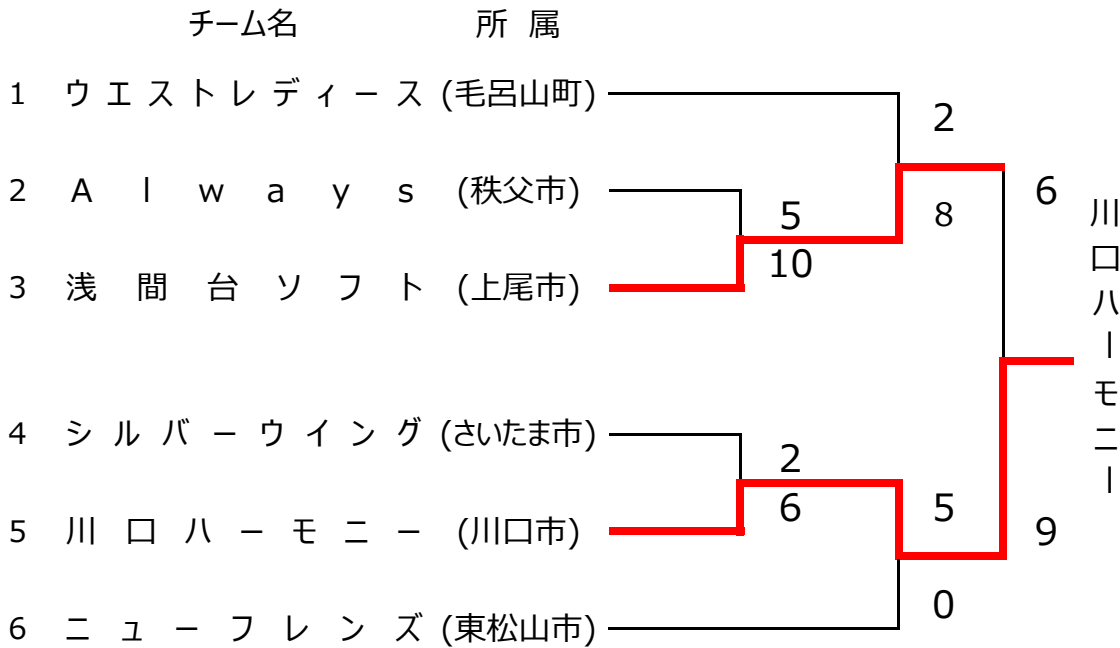 チーム名 所 属
1 ウエストレディース (毛呂山町)
2
2 Always (秩父市)
6
5
8
10
3 浅間台ソフト (上尾市)
川口ハーモニー
4 シルバーウイング (さいたま市)
2
6
5
5 川口ハーモニー (川口市)
9
0
6 ニューフレンズ (東松山市)